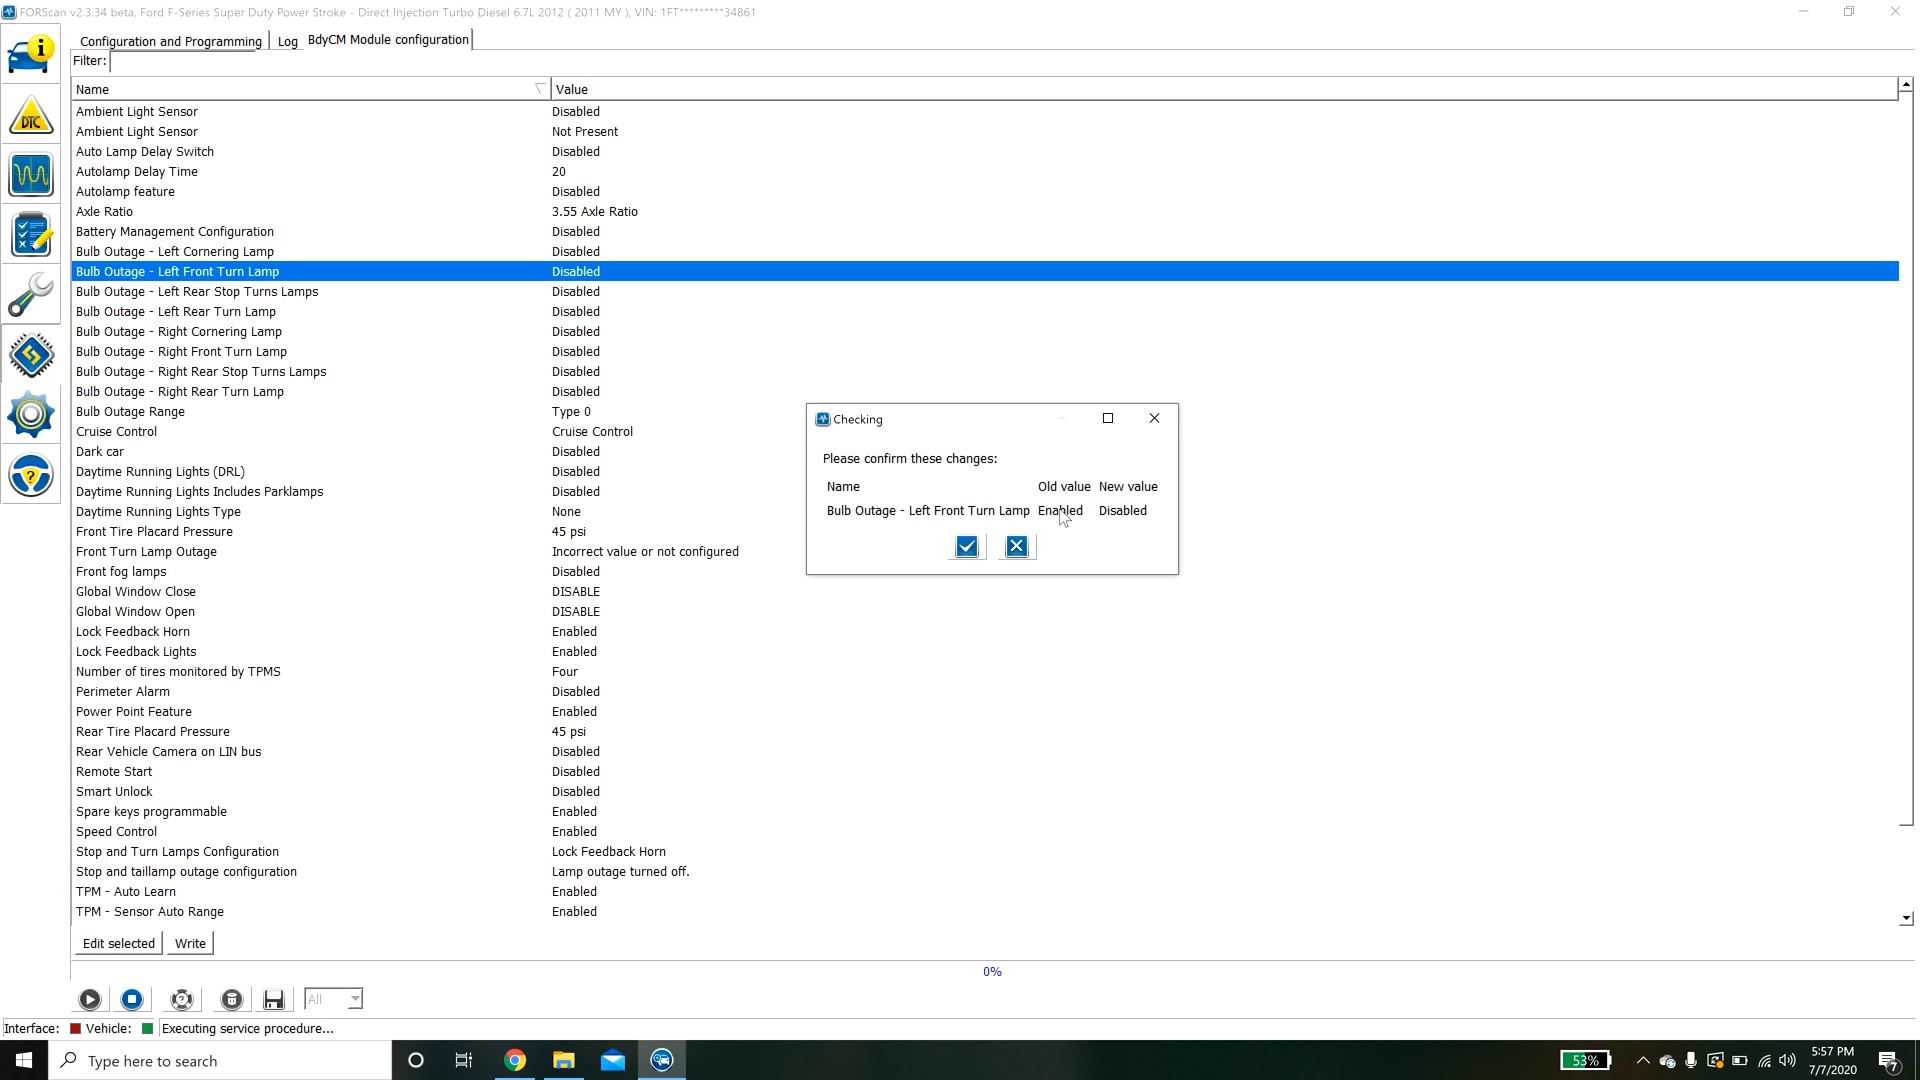 FORScan v2.3.34 beta, Ford F-Series Super Duty Power Stroke - Direct Injection Turbo Diesel 6.7L 2012 ( 2011 MY ), VIN: 1FT*********34861
Configuration and Programming Log BdyCM Module configuration
Filter:
Name Value
Ambient Light Sensor Disabled
Ambient Light Sensor Not Present
Auto Lamp Delay Switch Disabled
Autolamp Delay Time 20
Autolamp feature Disabled
Axle Ratio 3.55 Axle Ratio
Battery Management Configuration Disabled
Bulb Outage - Left Cornering Lamp Disabled
Bulb Outage - Left Front Turn Lamp Disabled
Bulb Outage - Left Rear Stop Turns Lamps Disabled
Bulb Outage - Left Rear Turn Lamp Disabled
Bulb Outage - Right Cornering Lamp Disabled
Bulb Outage - Right Front Turn Lamp Disabled
Bulb Outage - Right Rear Stop Turns Lamps Disabled
Bulb Outage - Right Rear Turn Lamp Disabled
Bulb Outage Range Type 0
Cruise Control Cruise Control
Dark car Disabled
Daytime Running Lights (DRL) Disabled
Daytime Running Lights Includes Parklamps Disabled
Daytime Running Lights Type None
Front Tire Placard Pressure 45 psi
Front Turn Lamp Outage Incorrect value or not configured
Front fog lamps Disabled
Global Window Close DISABLE
Global Window Open DISABLE
Lock Feedback Horn Enabled
Lock Feedback Lights Enabled
Number of tires monitored by TPMS Four
Perimeter Alarm Disabled
Power Point Feature Enabled
Rear Tire Placard Pressure 45 psi
Rear Vehicle Camera on LIN bus Disabled
Remote Start Disabled
Smart Unlock Disabled
Spare keys programmable Enabled
Speed Control Enabled
Stop and Turn Lamps Configuration Lock Feedback Horn
Stop and taillamp outage configuration Lamp outage turned off.
TPM - Auto Learn Enabled
TPM - Sensor Auto Range Enabled
Checking
Please confirm these changes:
Name Old value New value
Bulb Outage - Left Front Turn Lamp Enabled Disabled
Edit selected Write
0%
All
Interface: Vehicle: Executing service procedure...
Type here to search
53%
5:57 PM
7/7/2020
7
DTC